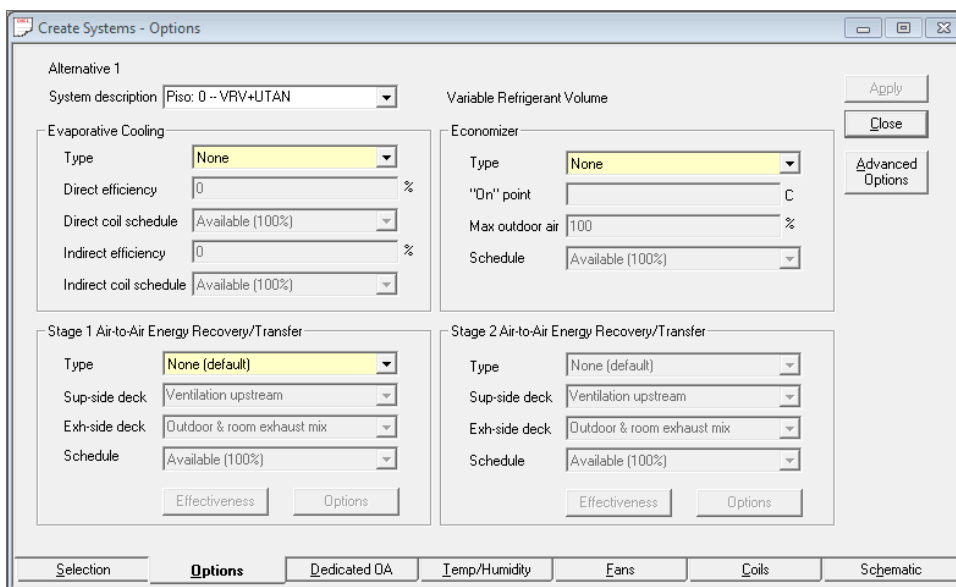 Create Systems - Options
Alternative 1
System description Piso: 0 -- VRV+UTAN
Variable Refrigerant Volume
Apply
Close
Advanced
Options
Evaporative Cooling
Type None
Direct efficiency 0 %
Direct coil schedule Available (100%)
Indirect efficiency 0 %
Indirect coil schedule Available (100%)
Economizer
Type None
"On" point C
Max outdoor air 100 %
Schedule Available (100%)
Stage 1 Air-to-Air Energy Recovery/Transfer
Type None (default)
Sup-side deck Ventilation upstream
Exh-side deck Outdoor & room exhaust mix
Schedule Available (100%)
Effectiveness Options
Stage 2 Air-to-Air Energy Recovery/Transfer
Type None (default)
Sup-side deck Ventilation upstream
Exh-side deck Outdoor & room exhaust mix
Schedule Available (100%)
Effectiveness Options
Selection Options Dedicated OA Temp/Humidity Fans Coils Schematic